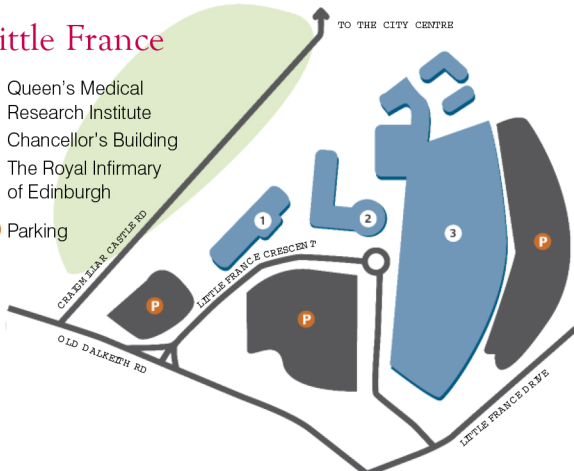 ittle France
TO THE CITY CENTRE
Queen's Medical
Research Institute
Chancellor's Building
The Royal Infirmary
of Edinburgh
Parking
CRAIGMILLAR CASTLE RD
1
2
3
P
LITTLE FRANCE CRESCENT
P
P
OLD DALKEITH RD
LITTLE FRANCE DRIVE